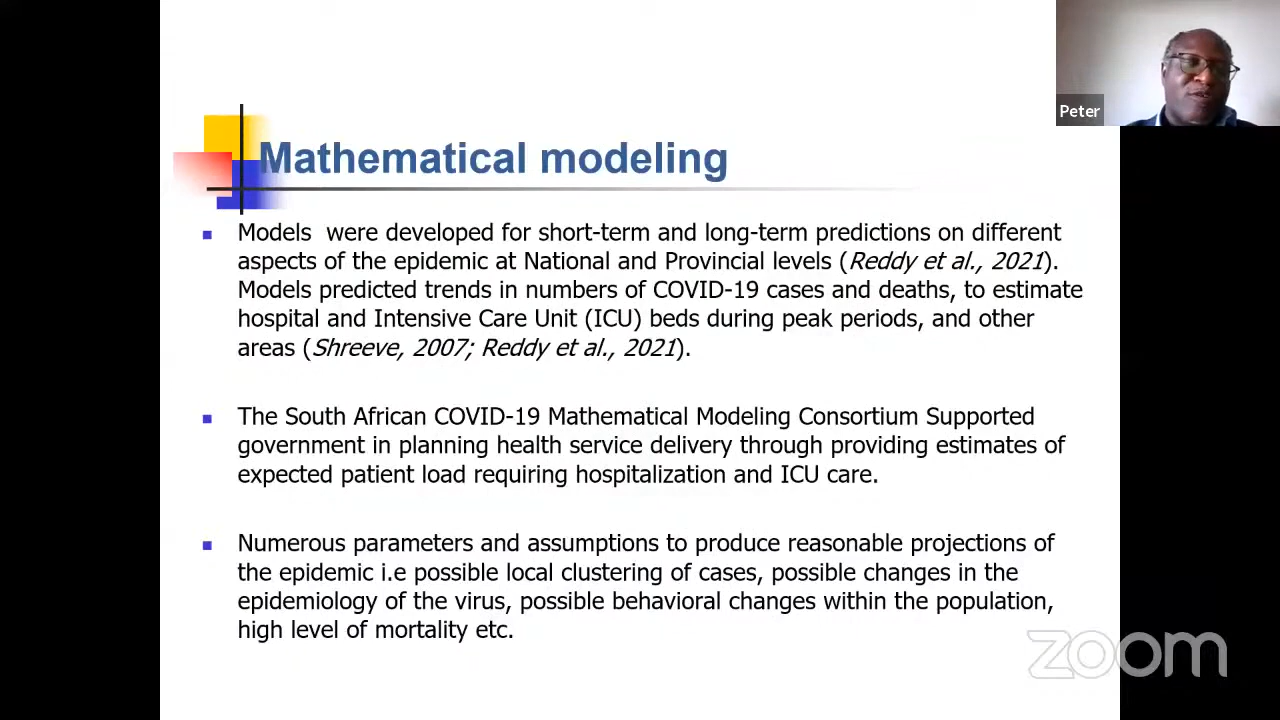 Peter
Mathematical modeling
Models were developed for short-term and long-term predictions on different
aspects of the epidemic at National and Provincial levels (Reddy et al., 2021).
Models predicted trends in numbers of COVID-19 cases and deaths, to estimate
hospital and Intensive Care Unit (ICU) beds during peak periods, and other
areas (Shreeve, 2007; Reddy et al., 2021).
The South African COVID-19 Mathematical Modeling Consortium Supported
government in planning health service delivery through providing estimates of
expected patient load requiring hospitalization and ICU care.
Numerous parameters and assumptions to produce reasonable projections of
the epidemic i.e possible local clustering of cases, possible changes in the
epidemiology of the virus, possible behavioral changes within the population,
high level of mortality etc.
zoom